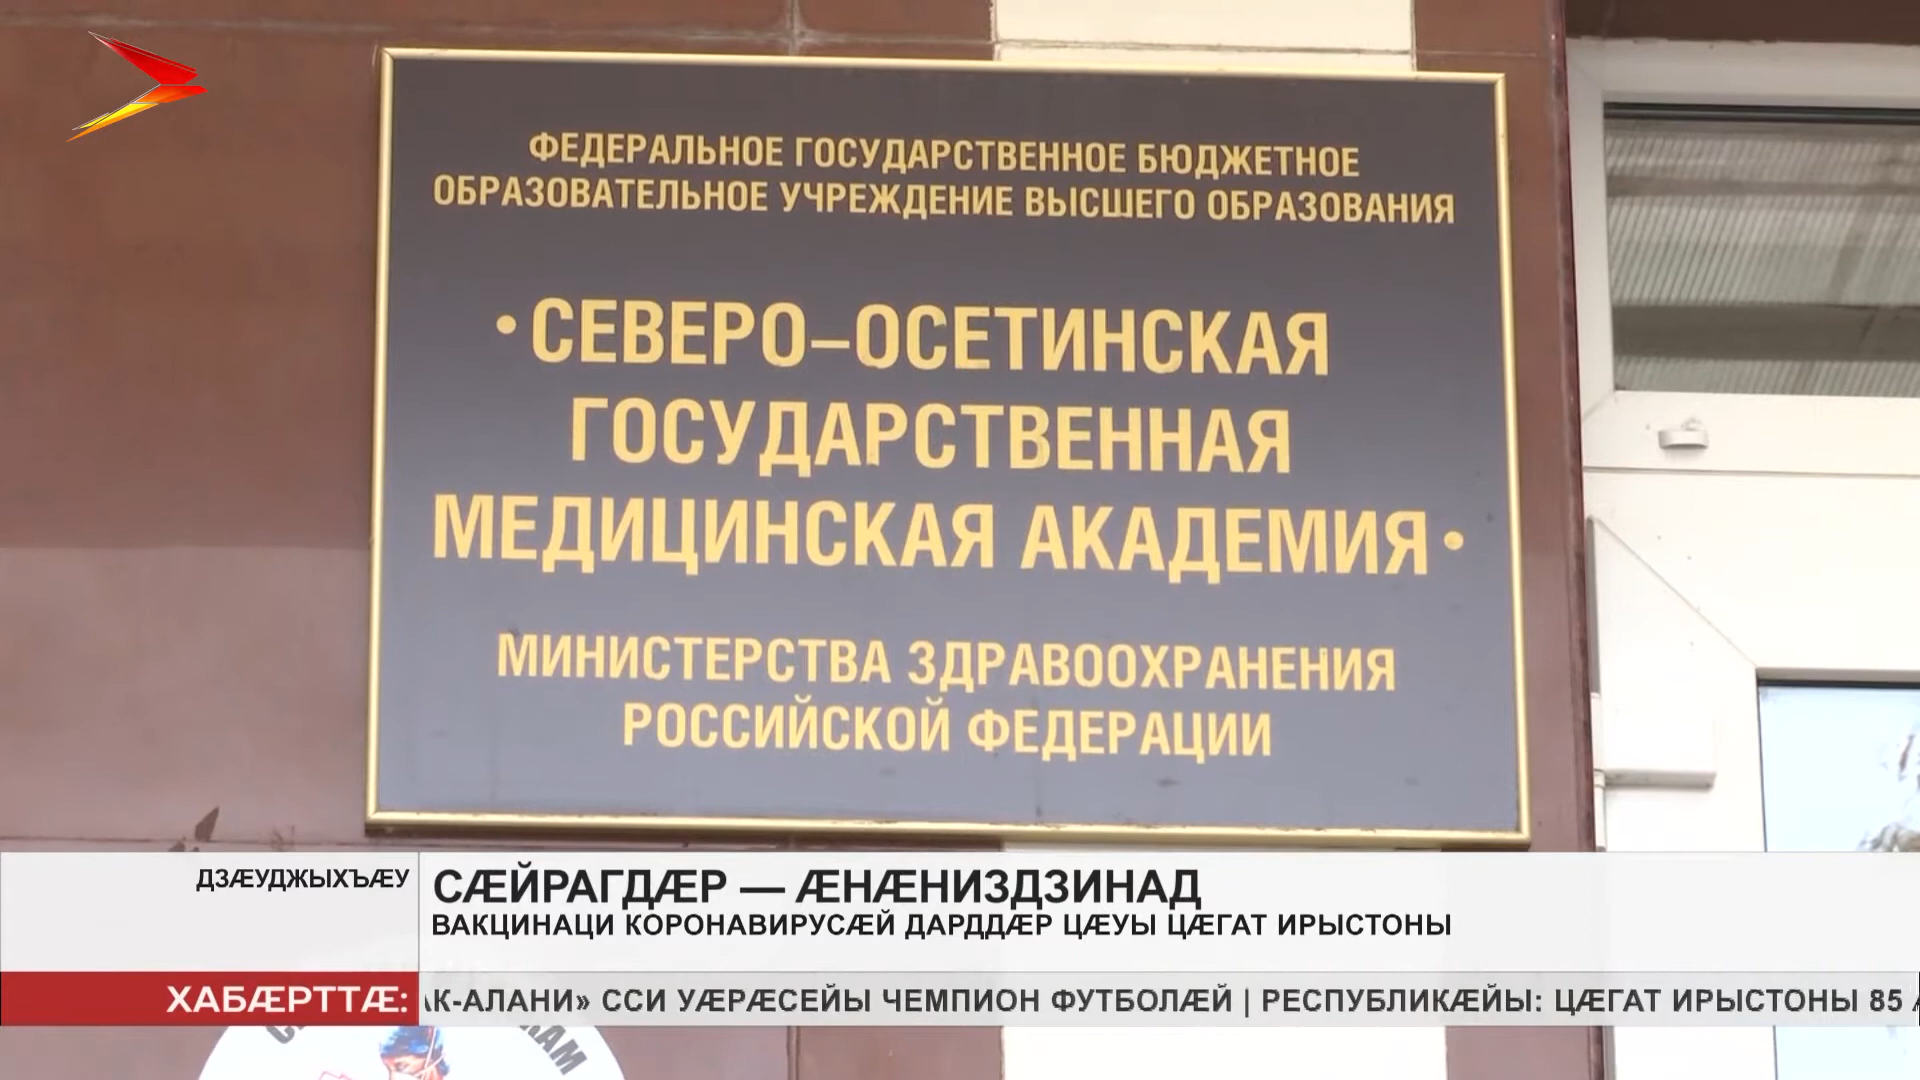 ФЕДЕРАЛЬНОЕ ГОСУДАРСТВЕННОЕ БЮДЖЕТНОЕ
ОБРАЗОВАТЕЛЬНОЕ УЧРЕЖДЕНИЕ ВЫСШЕГО ОБРАЗОВАНИЯ
•СЕВЕРО–ОСЕТИНСКАЯ
ГОСУДАРСТВЕННАЯ
МЕДИЦИНСКАЯ АКАДЕМИЯ•
МИНИСТЕРСТВА ЗДРАВООХРАНЕНИЯ
РОССИЙСКОЙ ФЕДЕРАЦИИ
ДЗÆУДЖЫХЪÆУ
СÆЙРАГДÆР — ÆНÆНИЗДЗИНАД
ВАКЦИНАЦИ КОРОНАВИРУСÆЙ ДАРДДÆР ЦÆУЫ ЦÆГАТ ИРЫСТОНЫ
ХАБÆРТТÆ:
АК-АЛАНИ» ССИ УÆРÆСЕЙЫ ЧЕМПИОН ФУТБОЛÆЙ | РЕСПУБЛИКÆЙЫ: ЦÆГАТ ИРЫСТОНЫ 85